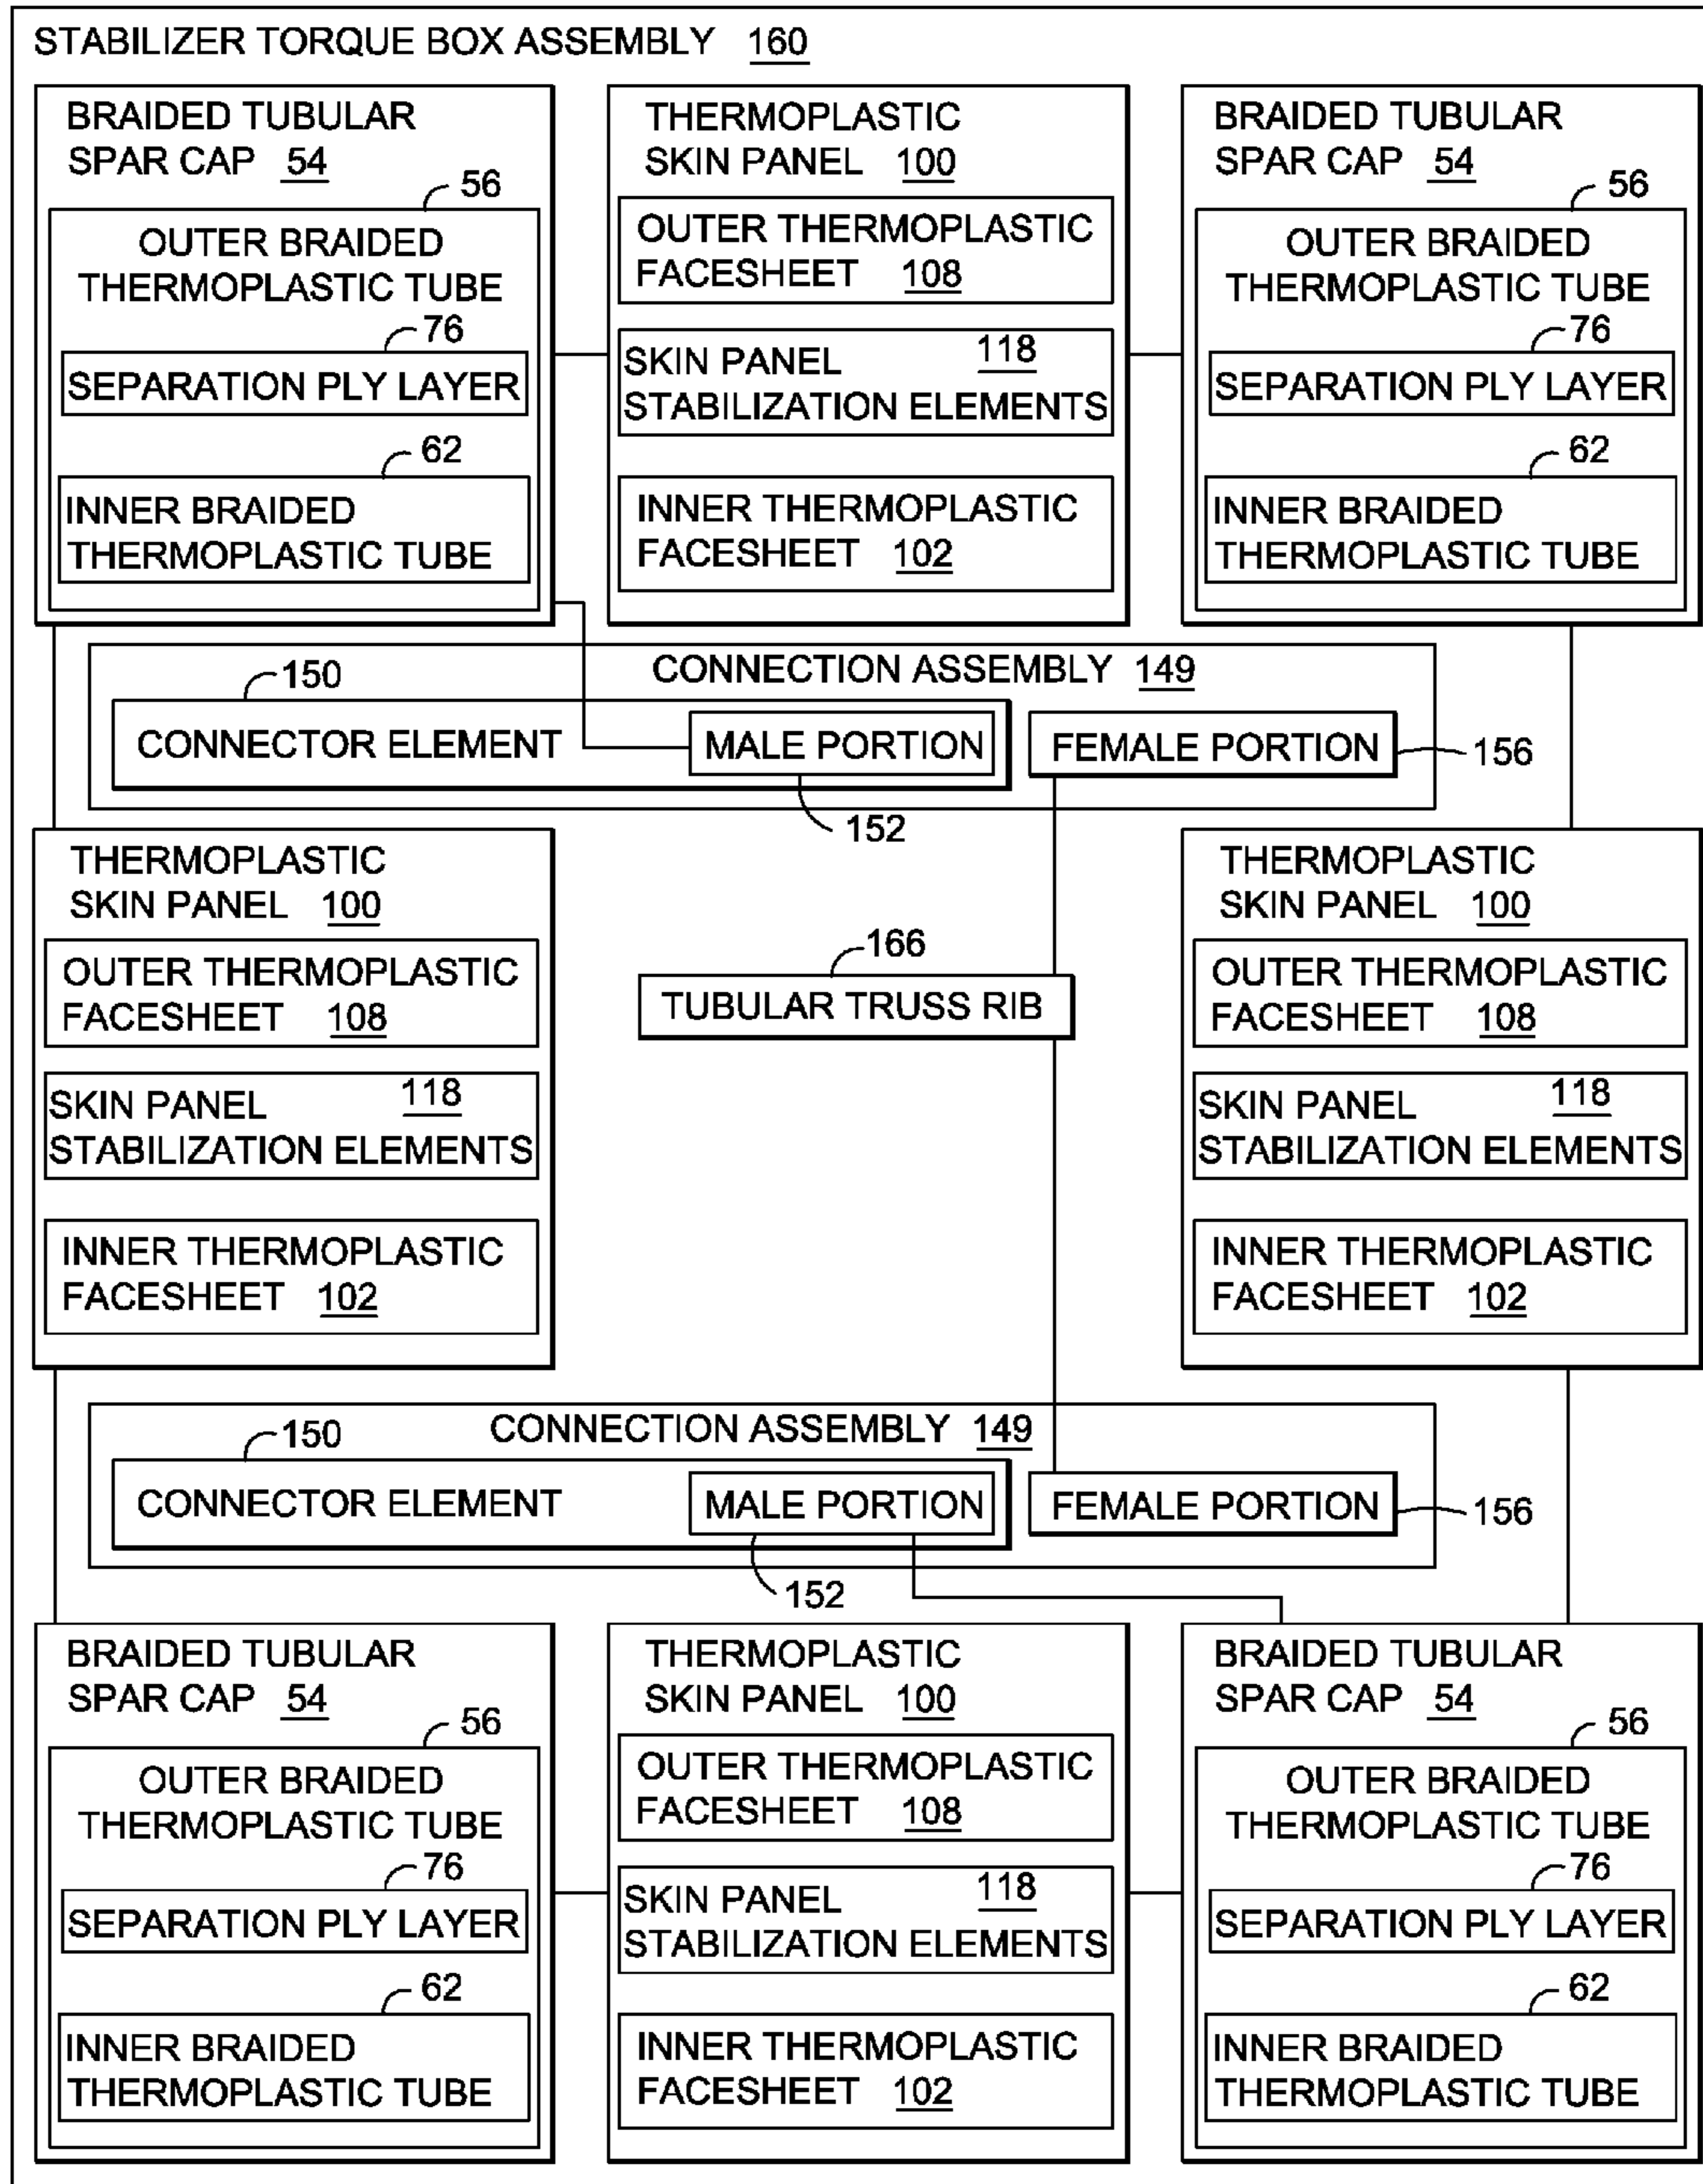 STABILIZER TORQUE BOX ASSEMBLY 160
BRAIDED TUBULAR
SPAR CAP 54
56
OUTER BRAIDED
THERMOPLASTIC TUBE
76
SEPARATION PLY LAYER
62
INNER BRAIDED
THERMOPLASTIC TUBE
THERMOPLASTIC
SKIN PANEL 100
OUTER THERMOPLASTIC
FACESHEET 108
SKIN PANEL 118
STABILIZATION ELEMENTS
INNER THERMOPLASTIC
FACESHEET 102
BRAIDED TUBULAR
SPAR CAP 54
56
OUTER BRAIDED
THERMOPLASTIC TUBE
76
SEPARATION PLY LAYER
62
INNER BRAIDED
THERMOPLASTIC TUBE
CONNECTION ASSEMBLY 149
150
CONNECTOR ELEMENT
MALE PORTION
FEMALE PORTION
156
152
THERMOPLASTIC
SKIN PANEL 100
OUTER THERMOPLASTIC
FACESHEET 108
SKIN PANEL 118
STABILIZATION ELEMENTS
INNER THERMOPLASTIC
FACESHEET 102
166
TUBULAR TRUSS RIB
THERMOPLASTIC
SKIN PANEL 100
OUTER THERMOPLASTIC
FACESHEET 108
SKIN PANEL 118
STABILIZATION ELEMENTS
INNER THERMOPLASTIC
FACESHEET 102
CONNECTION ASSEMBLY 149
150
CONNECTOR ELEMENT
MALE PORTION
FEMALE PORTION
156
152
BRAIDED TUBULAR
SPAR CAP 54
56
OUTER BRAIDED
THERMOPLASTIC TUBE
76
SEPARATION PLY LAYER
62
INNER BRAIDED
THERMOPLASTIC TUBE
THERMOPLASTIC
SKIN PANEL 100
OUTER THERMOPLASTIC
FACESHEET 108
SKIN PANEL 118
STABILIZATION ELEMENTS
INNER THERMOPLASTIC
FACESHEET 102
BRAIDED TUBULAR
SPAR CAP 54
56
OUTER BRAIDED
THERMOPLASTIC TUBE
76
SEPARATION PLY LAYER
62
INNER BRAIDED
THERMOPLASTIC TUBE